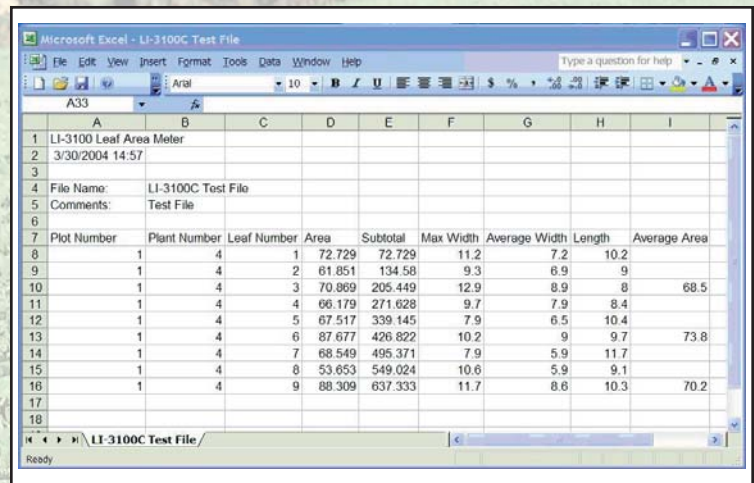 Microsoft Excel - LI-3100C Test File
File Edit View Insert Format Tools Data Window Help Type a question for help
Arial 10 B I U $ % ,
A33 fx
A B C D E F G H I
1 LI-3100 Leaf Area Meter
2 3/30/2004 14:57
3
4 File Name: LI-3100C Test File
5 Comments: Test File
6
7 Plot Number Plant Number Leaf Number Area Subtotal Max Width Average Width Length Average Area
8 1 4 1 72.729 72.729 11.2 7.2 10.2
9 1 4 2 61.851 134.58 9.3 6.9 9
10 1 4 3 70.869 205.449 12.9 8.9 8 68.5
11 1 4 4 66.179 271.628 9.7 7.9 8.4
12 1 4 5 67.517 339.145 7.9 6.5 10.4
13 1 4 6 87.677 426.822 10.2 9 9.7 73.8
14 1 4 7 68.549 495.371 7.9 5.9 11.7
15 1 4 8 53.653 549.024 10.6 5.9 9.1
16 1 4 9 88.309 637.333 11.7 8.6 10.3 70.2
17
18
LI-3100C Test File
Ready